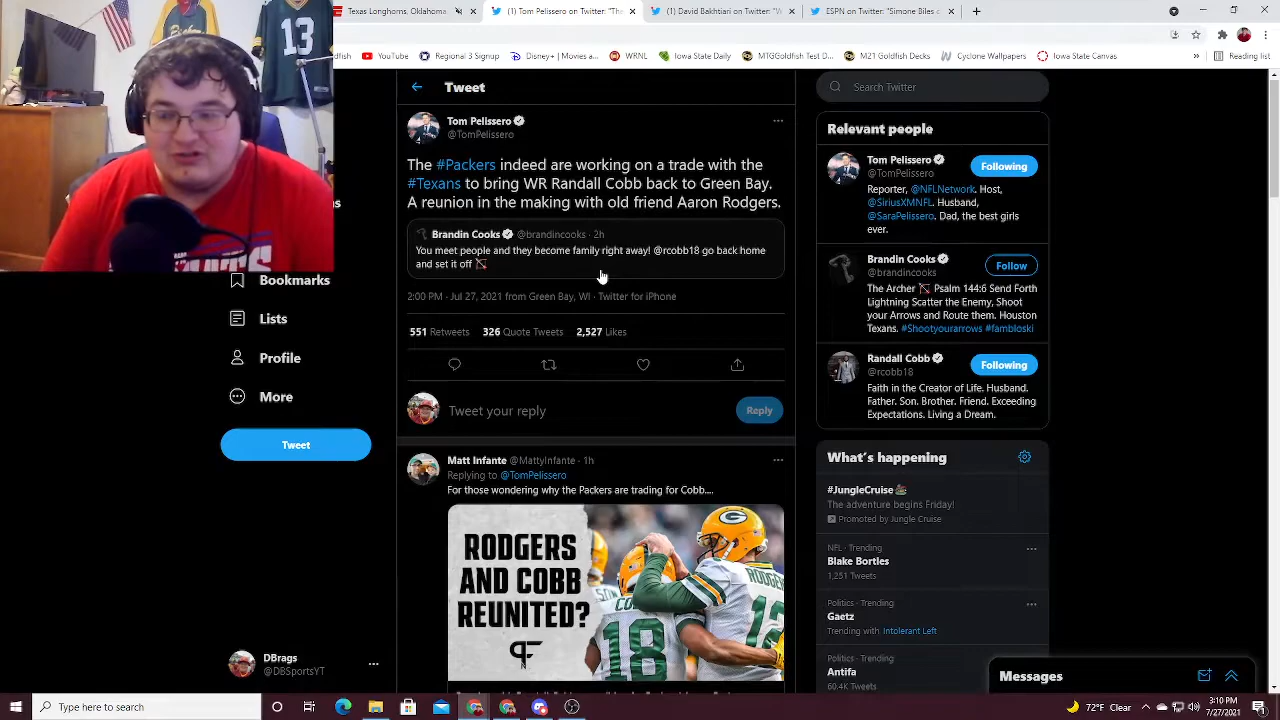 Texas Longhorns, Oklahoma
(1) Tom Pelissero on Twitter: "The
(1) David Bakhtiari on Twitter
ESPN on Twitter: "Simone Biles
YouTube
Regional 3 Signup
Disney+ | Movies a...
WRNL
Iowa State Daily
MTGGoldfish Test D...
M21 Goldfish Decks
Cyclone Wallpapers
Iowa State
Reading list
13
Bookmarks
Lists
Profile
More
Tweet
DBrags
@DBSportsYT
Tweet
Tom Pelissero
@TomPelissero
The #Packers indeed are working on a trade with the
#Texans to bring WR Randall Cobb back to Green Bay.
A reunion in the making with old friend Aaron Rodgers.
Brandin Cooks @brandincooks · 2h
You meet people and they become family right away! @rcobb18 go back home
and set it off
2:00 PM · Jul 27, 2021 from Green Bay, WI · Twitter for iPhone
551 Retweets 326 Quote Tweets 2,527 Likes
Tweet your reply
Reply
Matt Infante @MattyInfante · 1h
Replying to @TomPelissero
For those wondering why the Packers are trading for Cobb....
RODGERS
AND COBB
REUNITED?
G
RODGE
18
Search Twitter
Relevant people
Tom Pelissero
@TomPelissero
Following
Reporter, @NFLNetwork. Host,
@SiriusXMNFL. Husband,
@SaraPelissero. Dad, the best girls
ever.
Brandin Cooks
@brandincooks
Follow
The Archer Psalm 144:6 Send Forth
Lightning Scatter the Enemy, Shoot
your Arrows and Route them. Houston
Texans. #Shootyourarrows #fambloski
Randall Cobb
@rcobb18
Following
Faith in the Creator of Life. Husband.
Father. Son. Brother. Friend. Exceeding
Expectations. Living a Dream.
What's happening
#JungleCruise
The adventure begins Friday!
Promoted by Jungle Cruise
NFL · Trending
Blake Bortles
1,251 Tweets
Politics · Trending
Gaetz
Trending with Intolerant Left
Politics · Trending
Antifa
60.4K Tweets
Messages
Type here to search
72°F
3:10 PM
7/27/2021